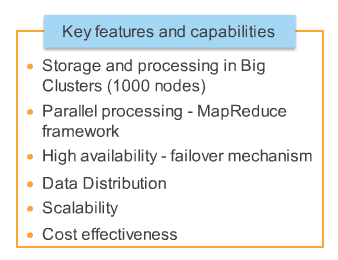 Key features and capabilities
• Storage and processing in Big
Clusters (1000 nodes)
• Parallel processing - MapReduce
framework
• High availability - failover mechanism
• Data Distribution
• Scalability
• Cost effectiveness